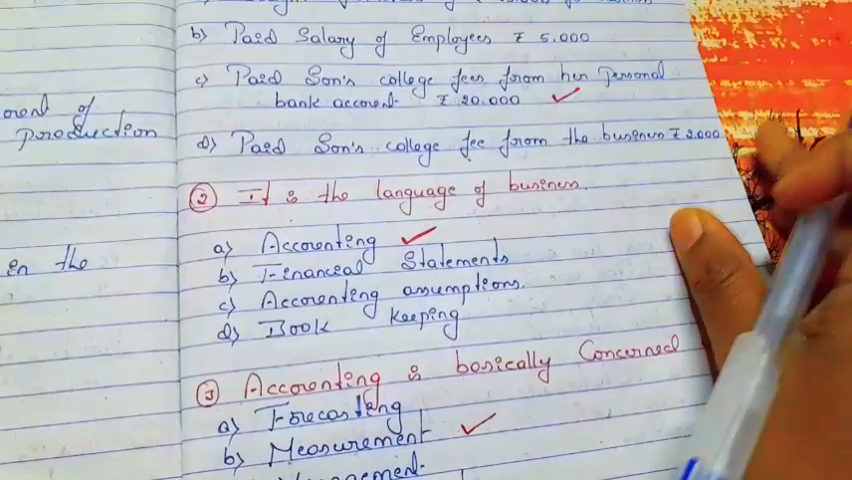 b) Paid Salary of Employees ₹ 5.000
c) Paid Son's college fees from her personal
bank account ₹ 20.000
d) Paid Son's college fee from the business ₹ 2.000
② It is the language of business.
a) Accounting
b) Financial Statements
c) Accounting assumptions.
d) Book Keeping
③ Accounting is basically Concerned
a) Forecasting
b) Measurement
Management
of
production
en the